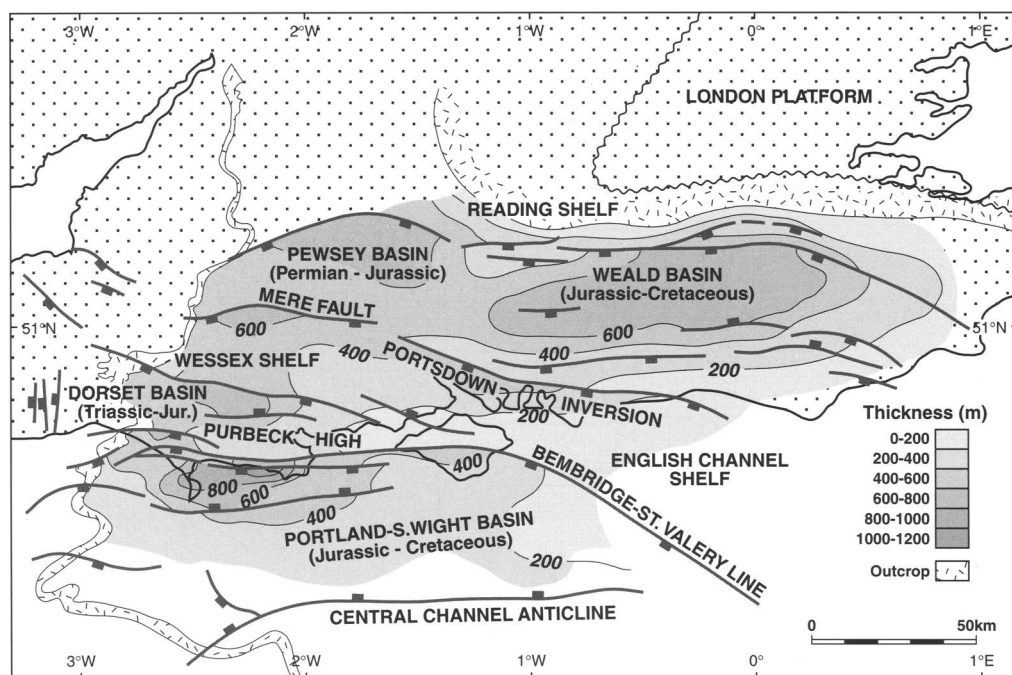 3°W
2°W
1°W
0°
1°E
LONDON PLATFORM
READING SHELF
PEWSEY BASIN
(Permian - Jurassic)
WEALD BASIN
(Jurassic-Cretaceous)
MERE FAULT
51°N
51°N
600
600
WESSEX SHELF
400
400
200
PORTSDOWN
INVERSION
DORSET BASIN
(Triassic-Jur.)
200
PURBECK HIGH
400
ENGLISH CHANNEL
SHELF
BEMBRIDGE-ST. VALERY LINE
800
600
400
PORTLAND-S.WIGHT BASIN
(Jurassic - Cretaceous)
200
CENTRAL CHANNEL ANTICLINE
Thickness (m)
0-200
200-400
400-600
600-800
800-1000
1000-1200
Outcrop
0
50km
3°W
2°W
1°W
0°
1°E